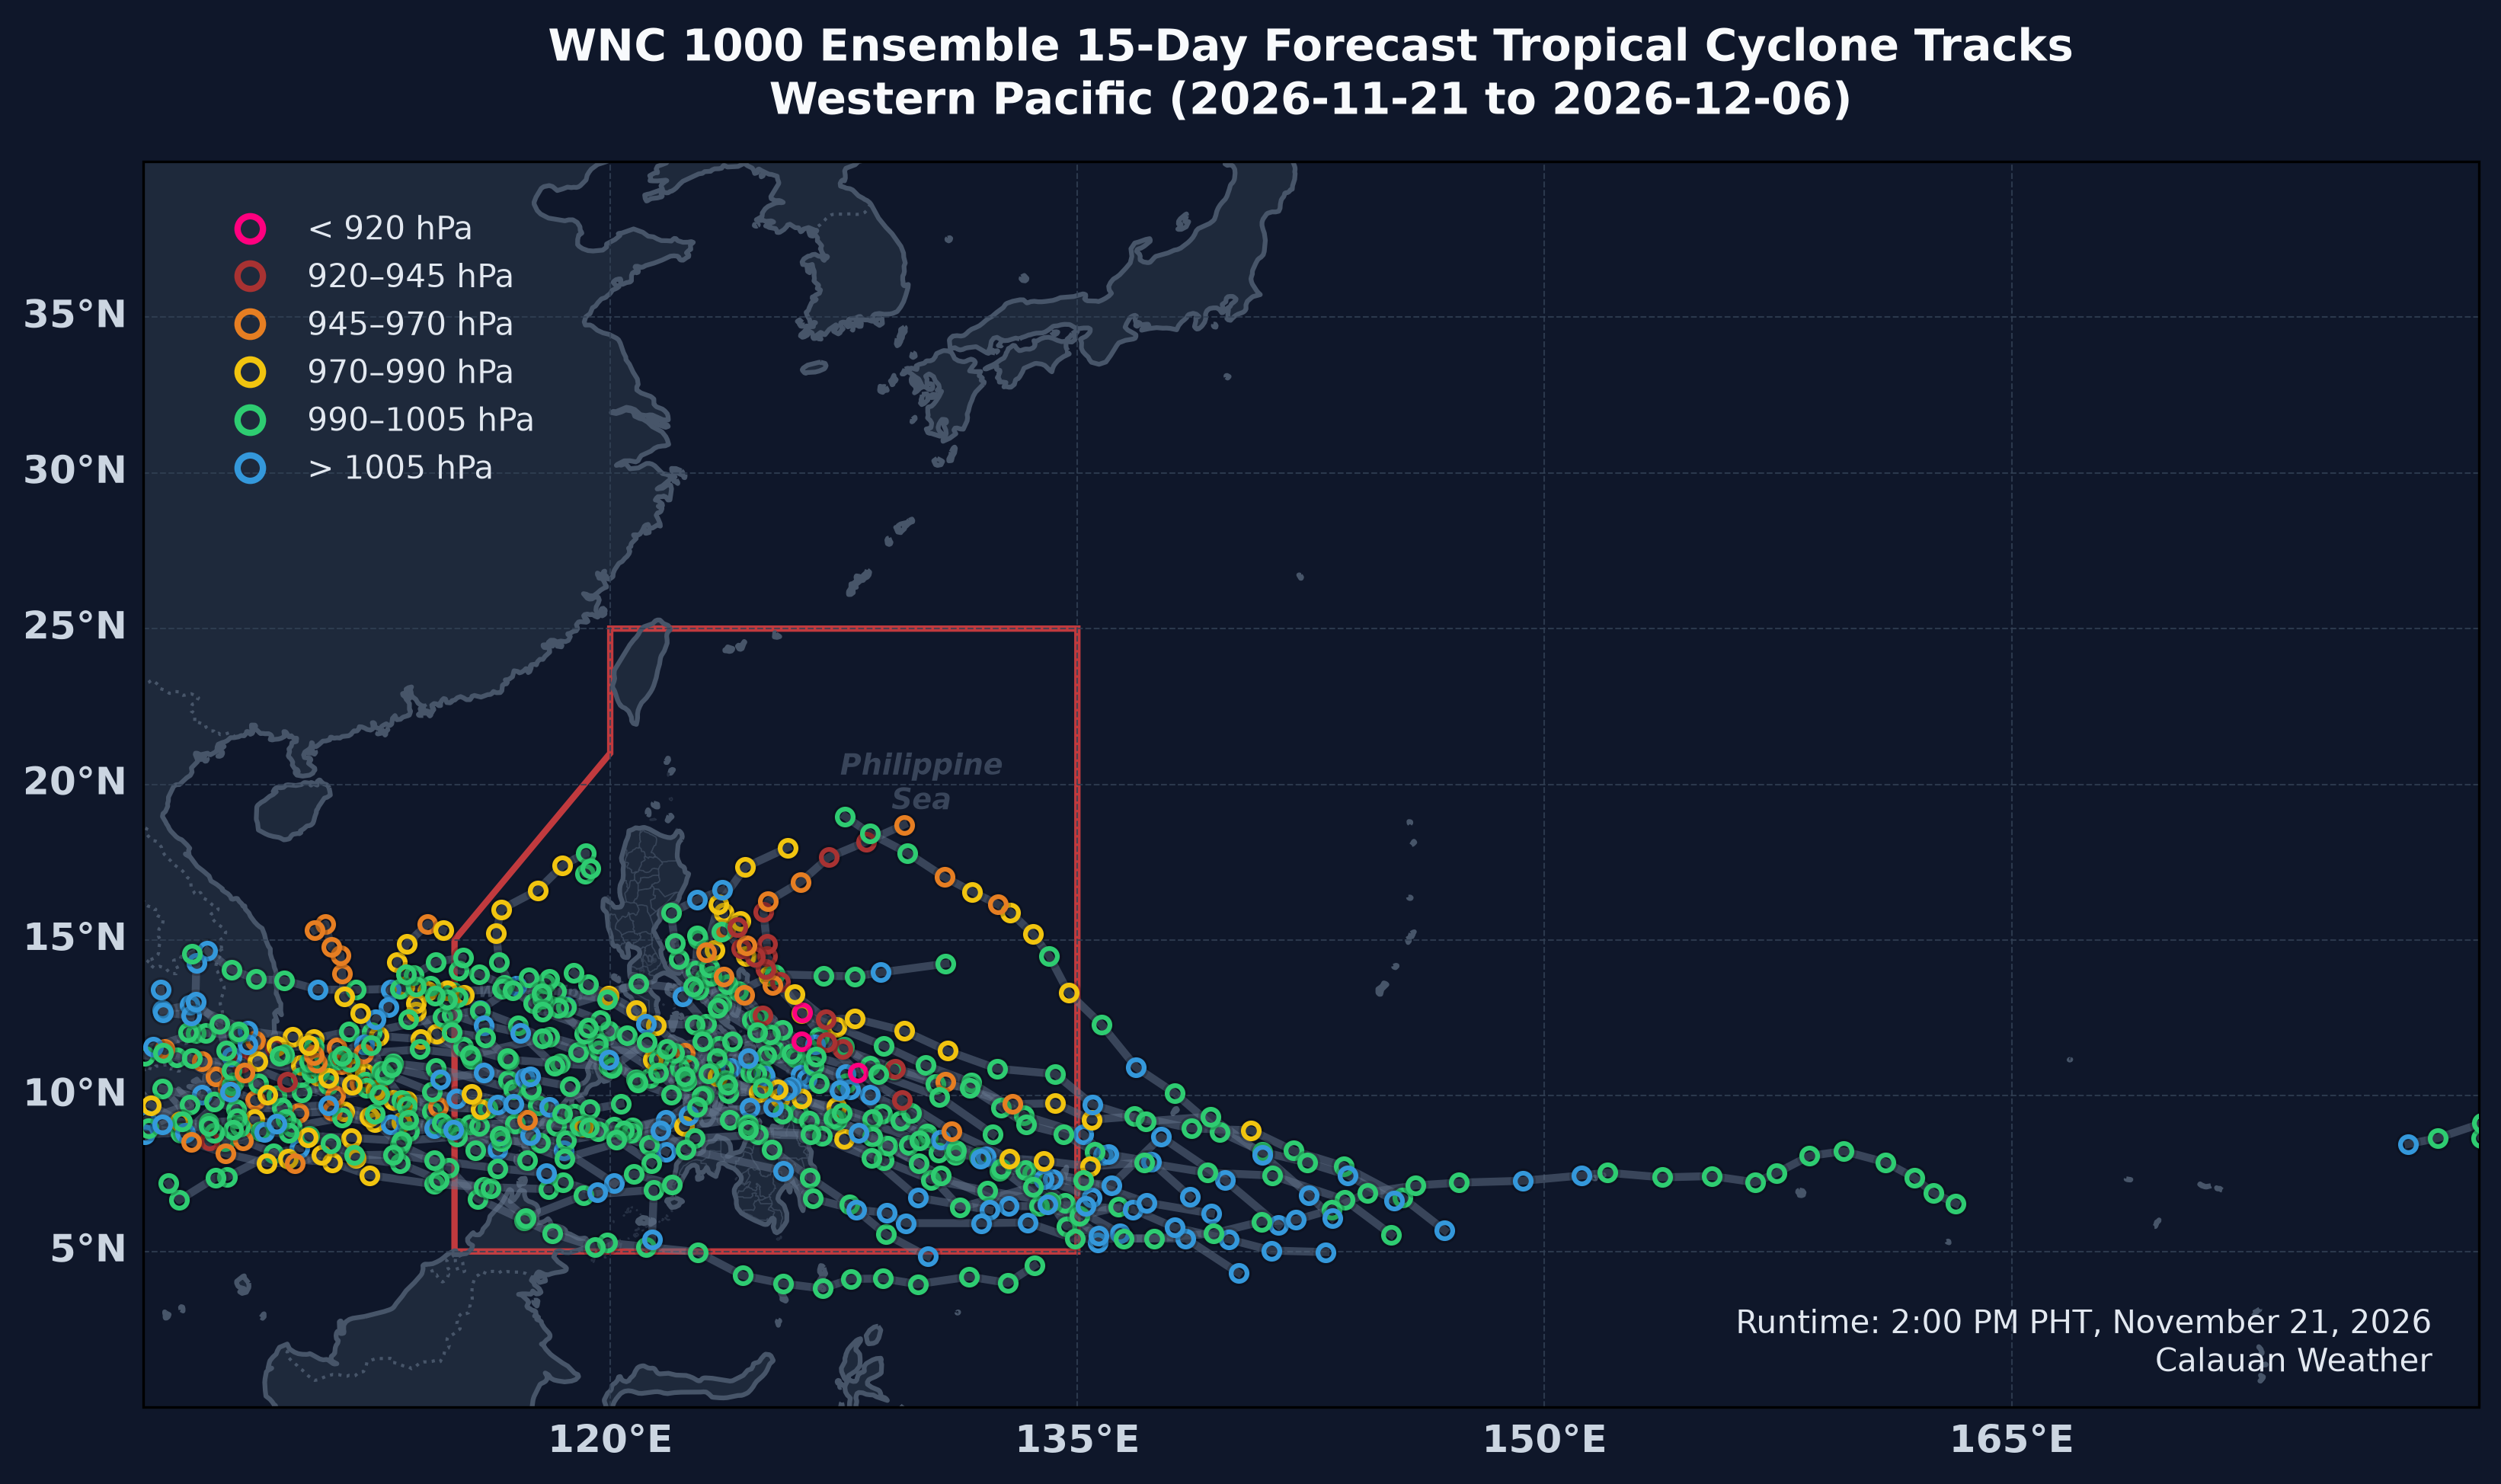 WNC 1000 Ensemble 15-Day Forecast Tropical Cyclone Tracks
Western Pacific (2026-11-21 to 2026-12-06)
< 920 hPa
920–945 hPa
945–970 hPa
970–990 hPa
990–1005 hPa
> 1005 hPa
35°N
30°N
25°N
20°N
15°N
10°N
5°N
Philippine
Sea
Runtime: 2:00 PM PHT, November 21, 2026
Calauan Weather
120°E
135°E
150°E
165°E